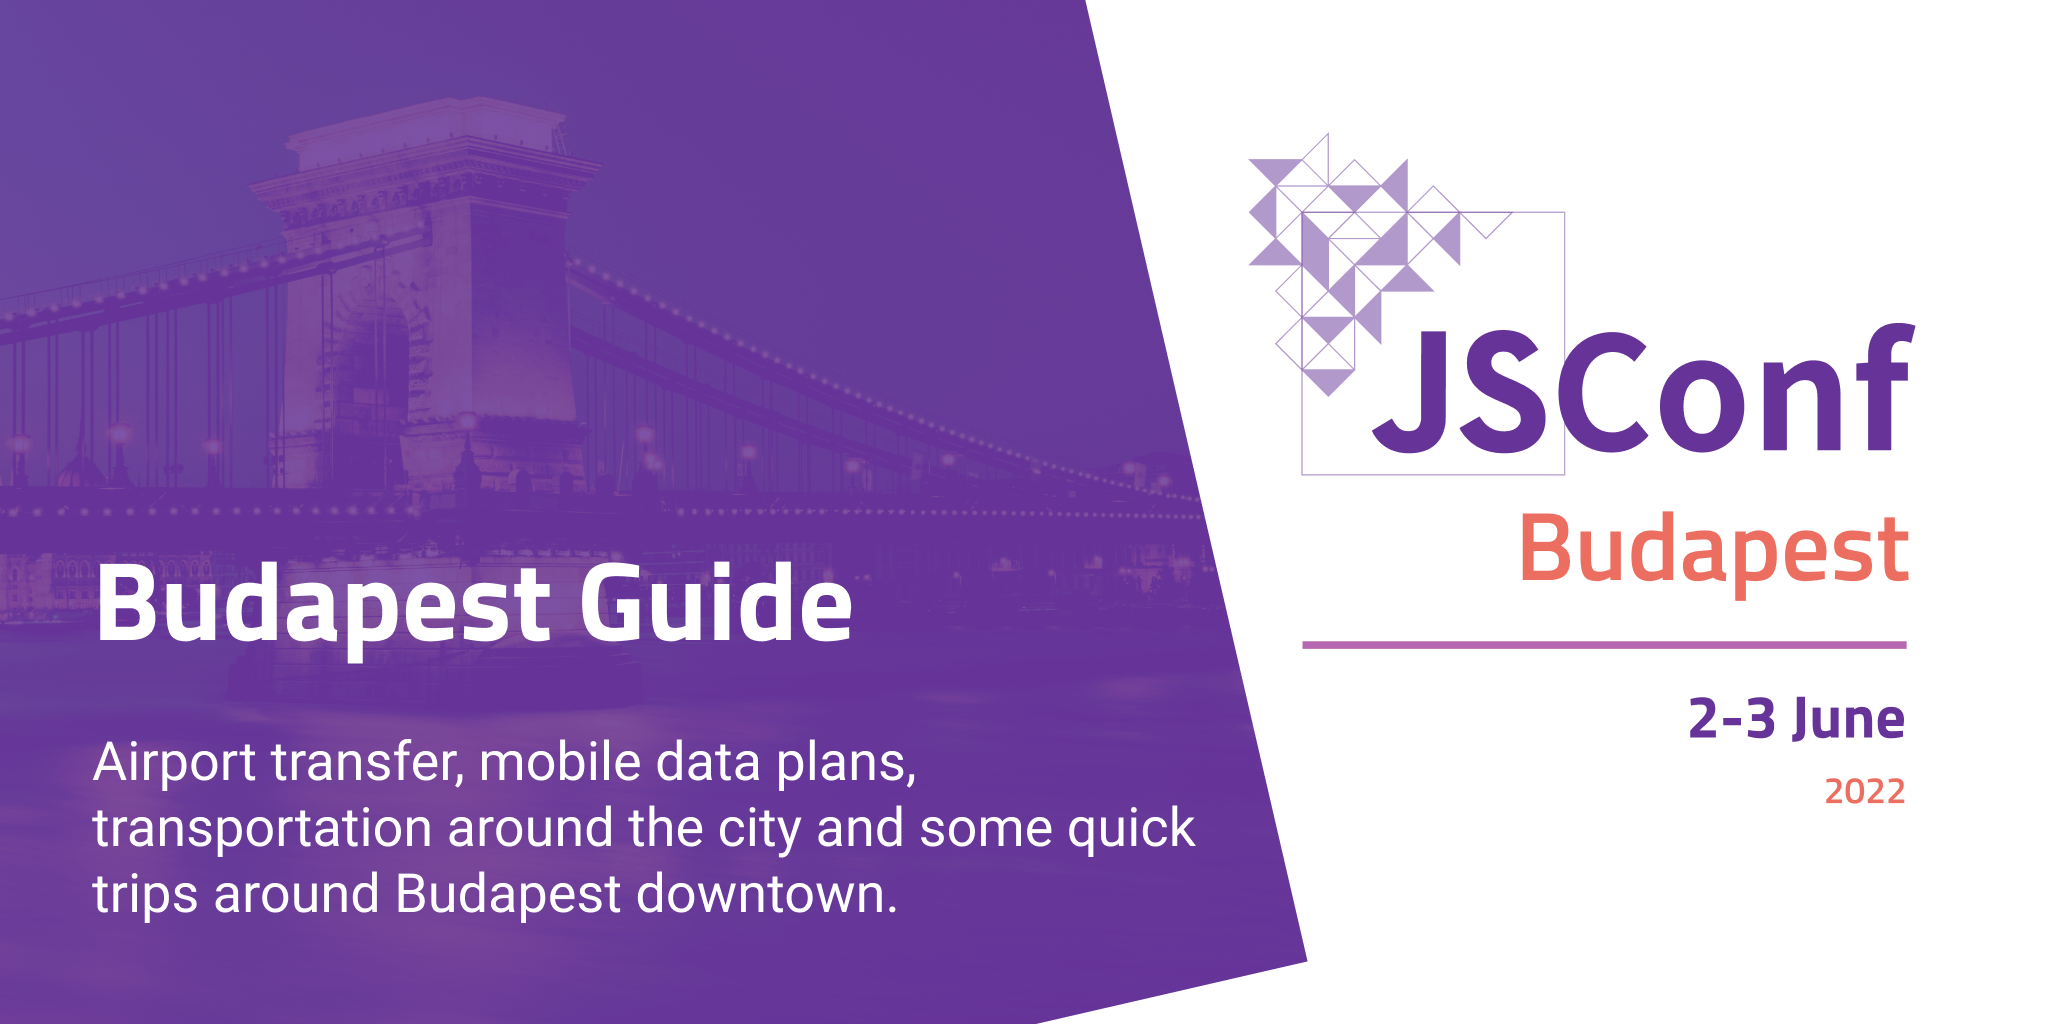 Budapest Guide
Airport transfer, mobile data plans,
transportation around the city and some quick
trips around Budapest downtown.
JSConf
Budapest
2-3 June
2022